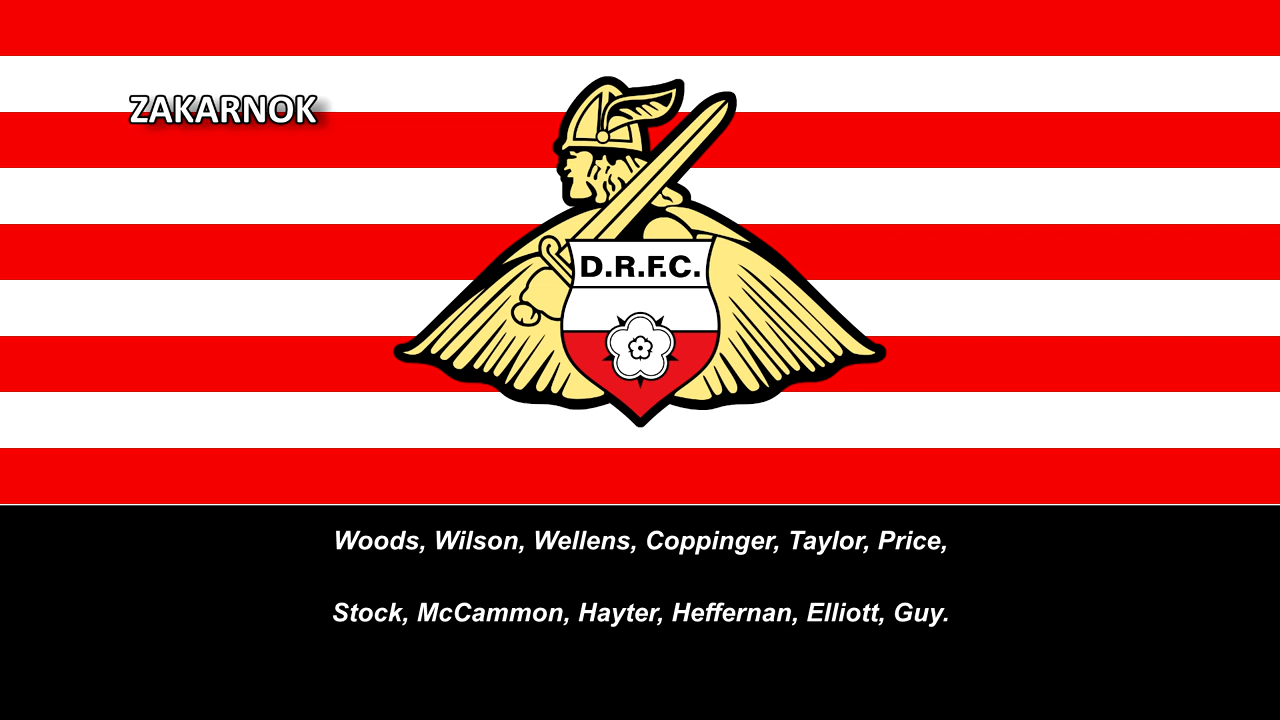 ZAKARNOK
D.R.F.C.
Woods, Wilson, Wellens, Coppinger, Taylor, Price,
Stock, McCammon, Hayter, Heffernan, Elliott, Guy.